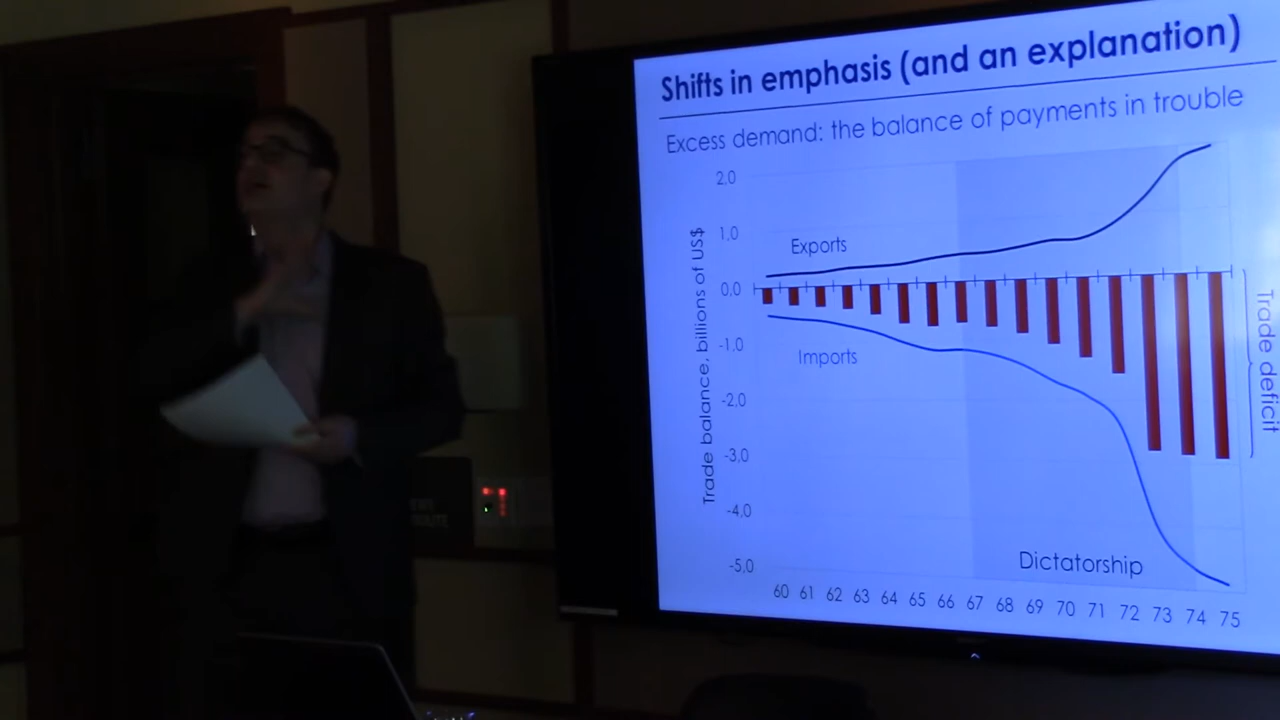 Shifts in emphasis (and an explanation)
Excess demand: the balance of payments in trouble
Trade balance, billions of US$
2,0
1,0
0,0
-1,0
-2,0
-3,0
-4,0
-5,0
Exports
Imports
Dictatorship
Trade deficit
60 61 62 63 64 65 66 67 68 69 70 71 72 73 74 75